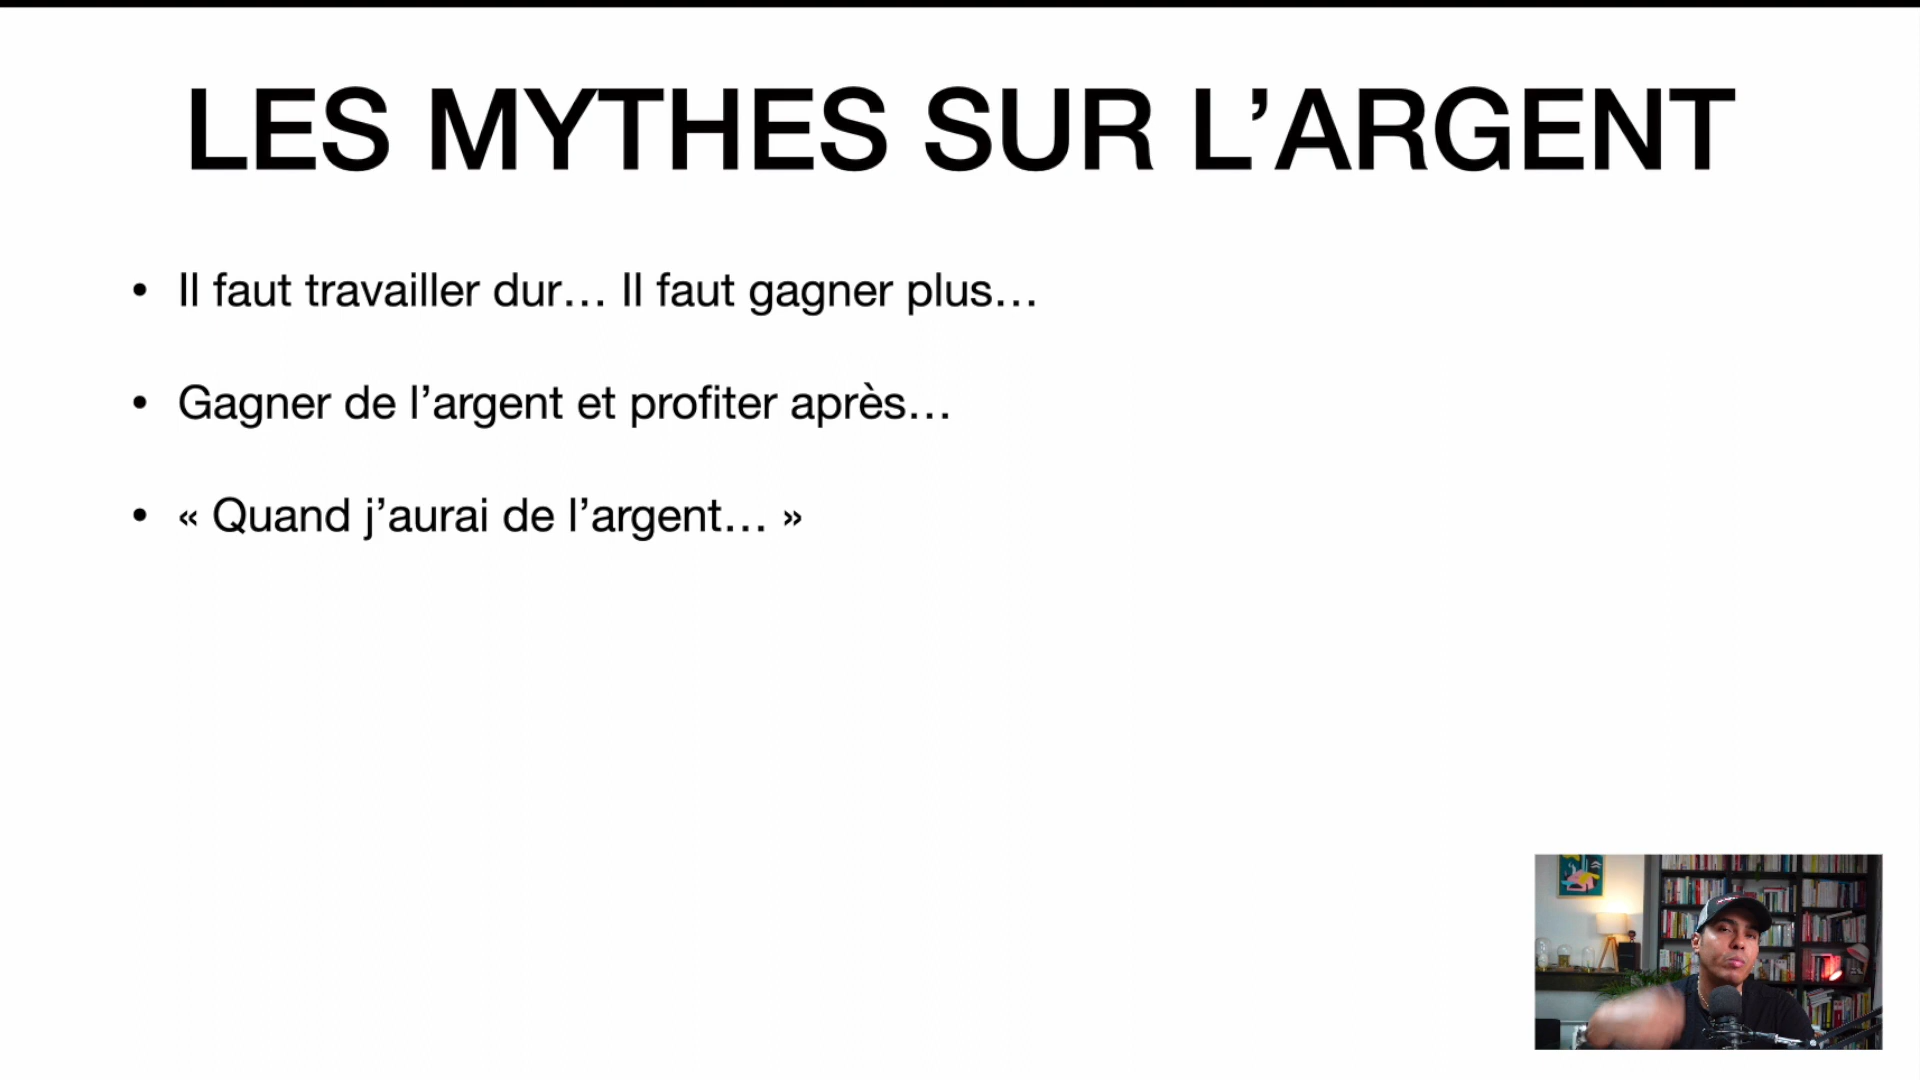 LES MYTHES SUR L’ARGENT
• Il faut travailler dur… Il faut gagner plus…
• Gagner de l’argent et profiter après…
• « Quand j’aurai de l’argent… »